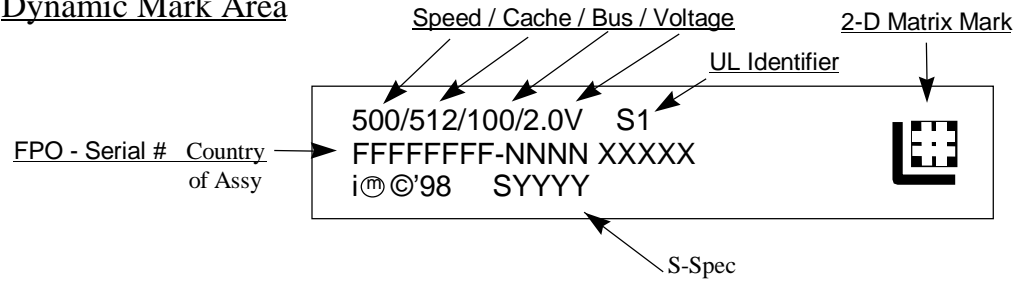 Dynamic Mark Area
Speed / Cache / Bus / Voltage
2-D Matrix Mark
UL Identifier
500/512/100/2.0V S1
FPO - Serial # Country of Assy
FFFFFFFF-NNNN XXXXX
iⓜ©'98 SYYYY
S-Spec